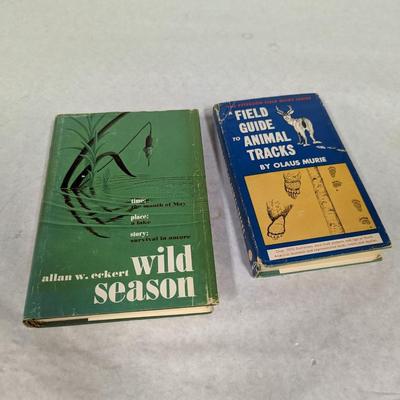 time:
the month of May
place:
a lake
story:
survival in nature
allan w. eckert
wild
season
THE PETERSON FIELD GUIDE SERIES
A FIELD
GUIDE
TO
ANIMAL
TRACKS
BY OLAUS MURIE